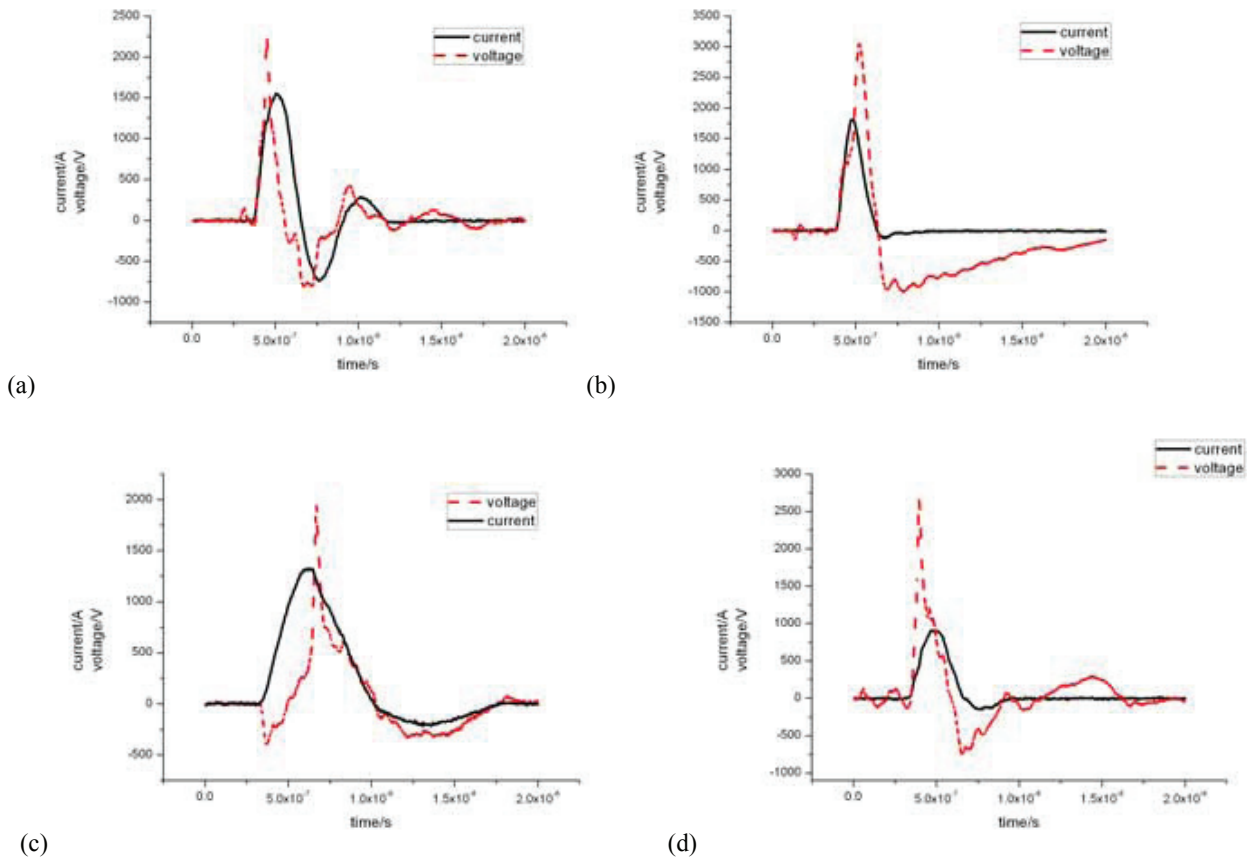 2500
2000
1500
1000
500
0
-500
-1000
current/A
voltage/V
current
voltage
0.0
5.0x10⁻⁷
1.0x10⁻⁶
1.5x10⁻⁶
2.0x10⁻⁶
time/s
(a)
3500
3000
2500
2000
1500
1000
500
0
-500
-1000
-1500
current/A
voltage/V
current
voltage
0.0
5.0x10⁻⁷
1.0x10⁻⁶
1.5x10⁻⁶
2.0x10⁻⁶
time/s
(b)
2000
1500
1000
500
0
-500
current/A
voltage/V
voltage
current
0.0
5.0x10⁻⁷
1.0x10⁻⁶
1.5x10⁻⁶
2.0x10⁻⁶
time/s
(c)
3000
2500
2000
1500
1000
500
0
-500
-1000
current/A
voltage/V
current
voltage
0.0
5.0x10⁻⁷
1.0x10⁻⁶
1.5x10⁻⁶
2.0x10⁻⁶
time/s
(d)